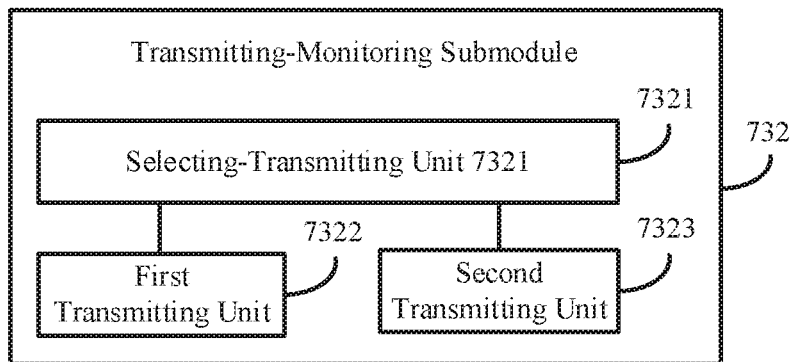 Transmitting-Monitoring Submodule
7321
Selecting-Transmitting Unit 7321
732
7322
7323
First
Transmitting Unit
Second
Transmitting Unit